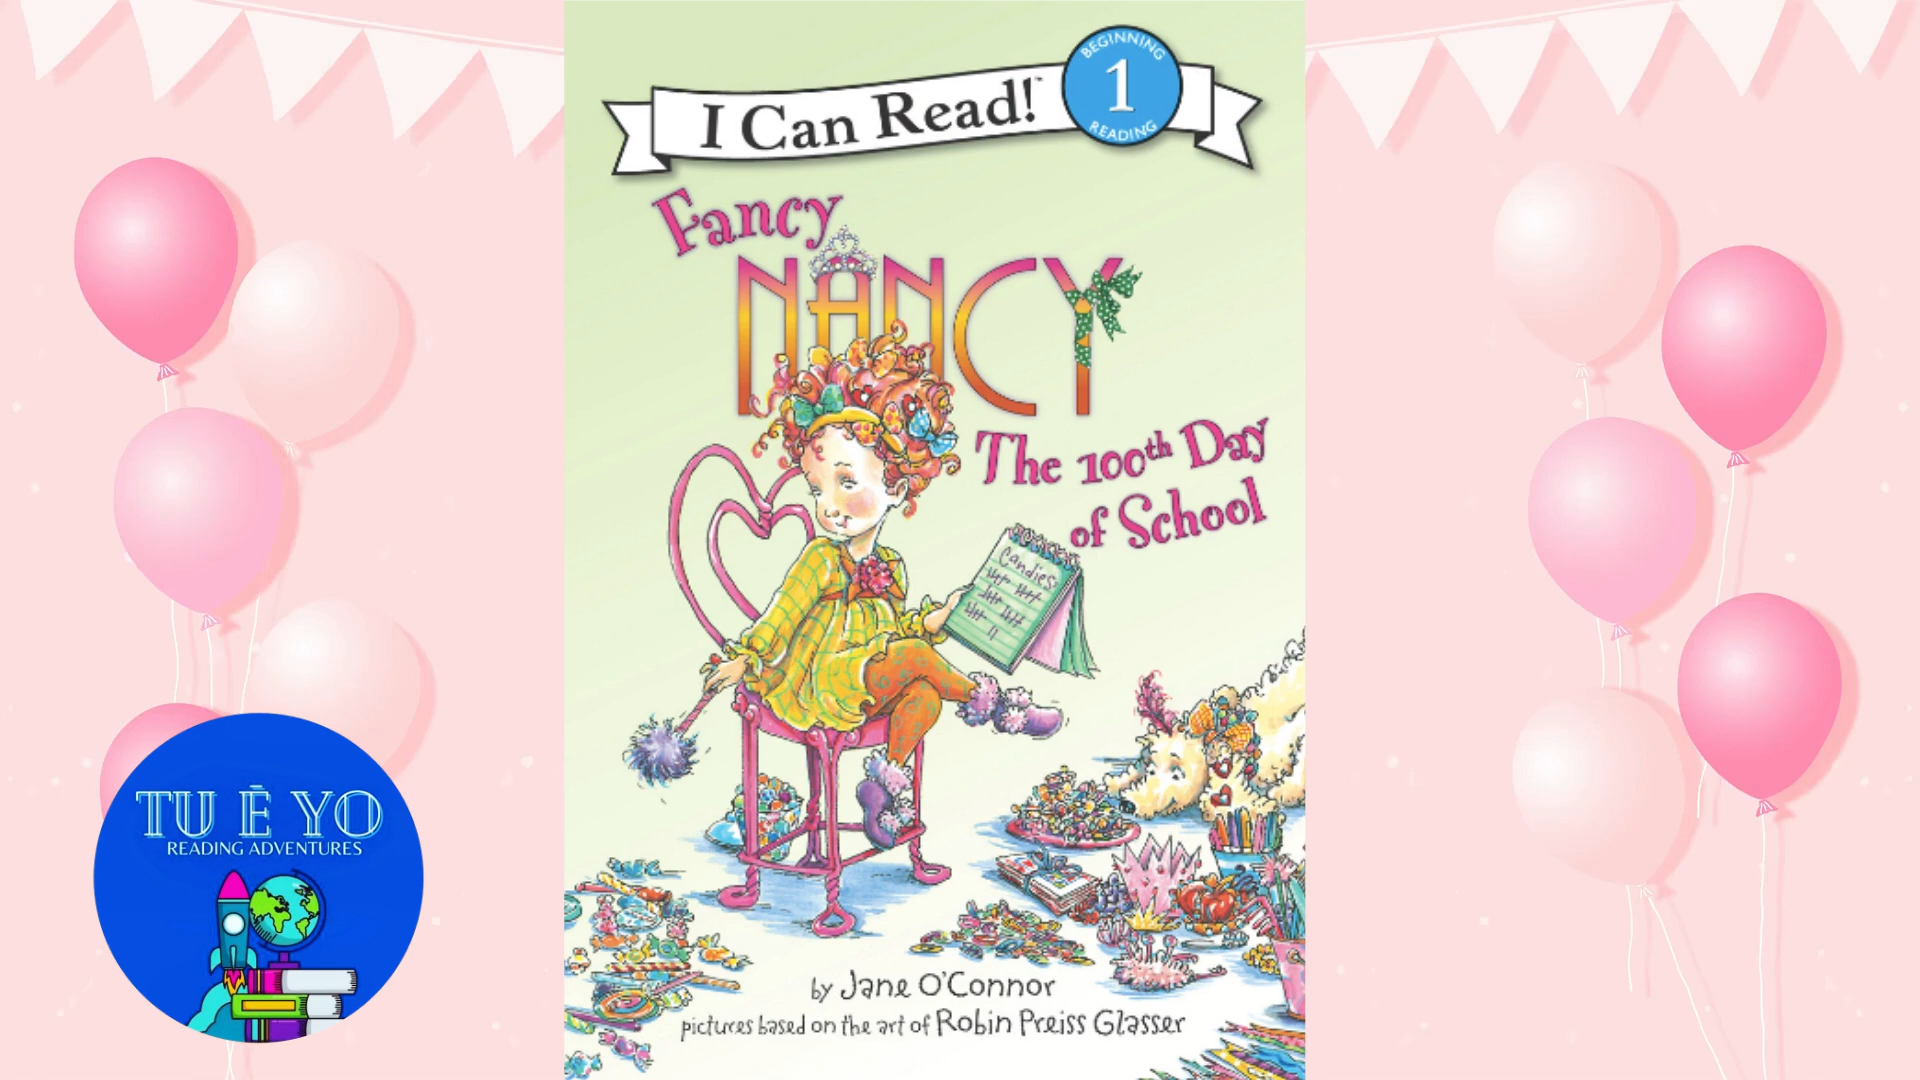 I Can Read!™
BEGINNING
1
READING
Fancy
NANCY
The 100th Day
of School
Candies
by Jane O'Connor
pictures based on the art of Robin Preiss Glasser
TU Ē YO
READING ADVENTURES